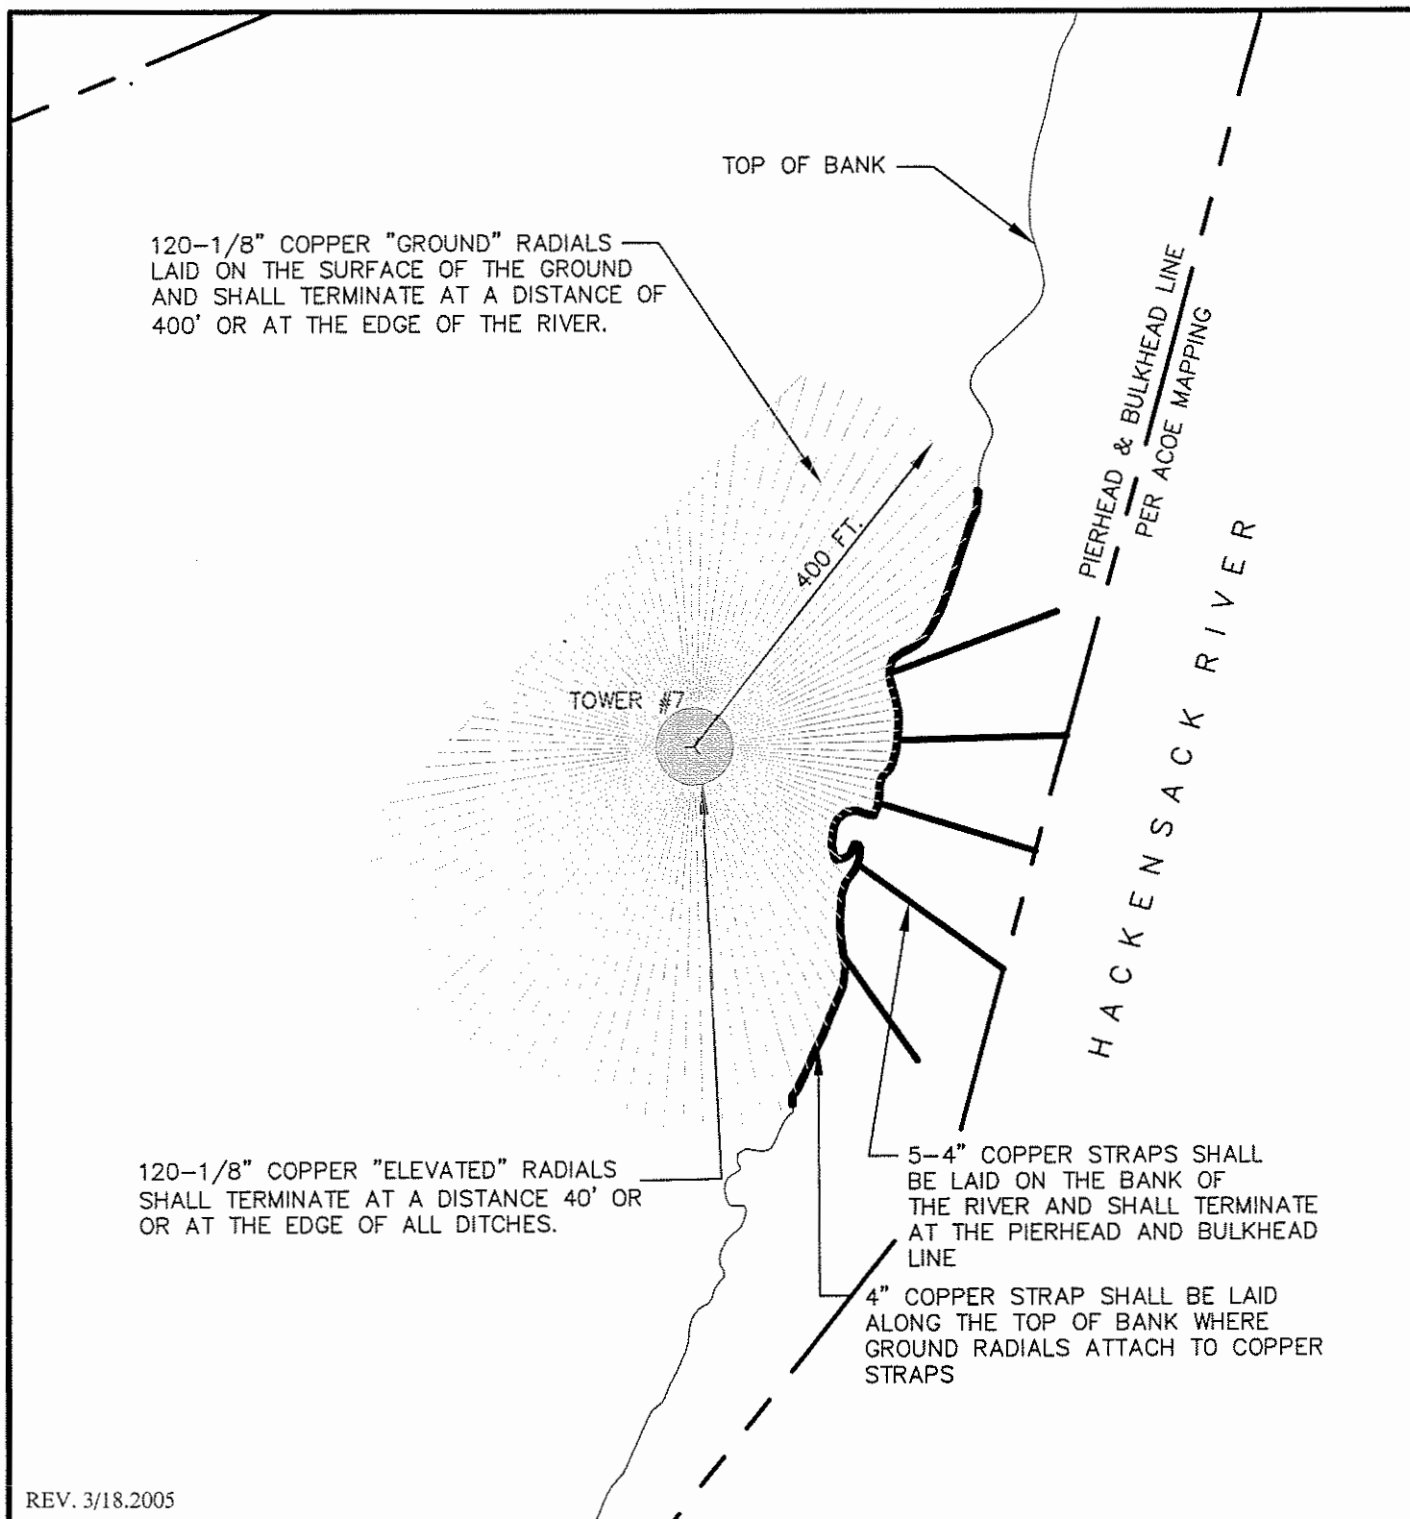 TOP OF BANK
120-1/8" COPPER "GROUND" RADIALS
LAID ON THE SURFACE OF THE GROUND
AND SHALL TERMINATE AT A DISTANCE OF
400' OR AT THE EDGE OF THE RIVER.
PIERHEAD & BULKHEAD LINE
PER ACOE MAPPING
400 FT.
HACKENSACK RIVER
TOWER #7
120-1/8" COPPER "ELEVATED" RADIALS
SHALL TERMINATE AT A DISTANCE 40' OR
OR AT THE EDGE OF ALL DITCHES.
5-4" COPPER STRAPS SHALL
BE LAID ON THE BANK OF
THE RIVER AND SHALL TERMINATE
AT THE PIERHEAD AND BULKHEAD
LINE
4" COPPER STRAP SHALL BE LAID
ALONG THE TOP OF BANK WHERE
GROUND RADIALS ATTACH TO COPPER
STRAPS
REV. 3/18.2005